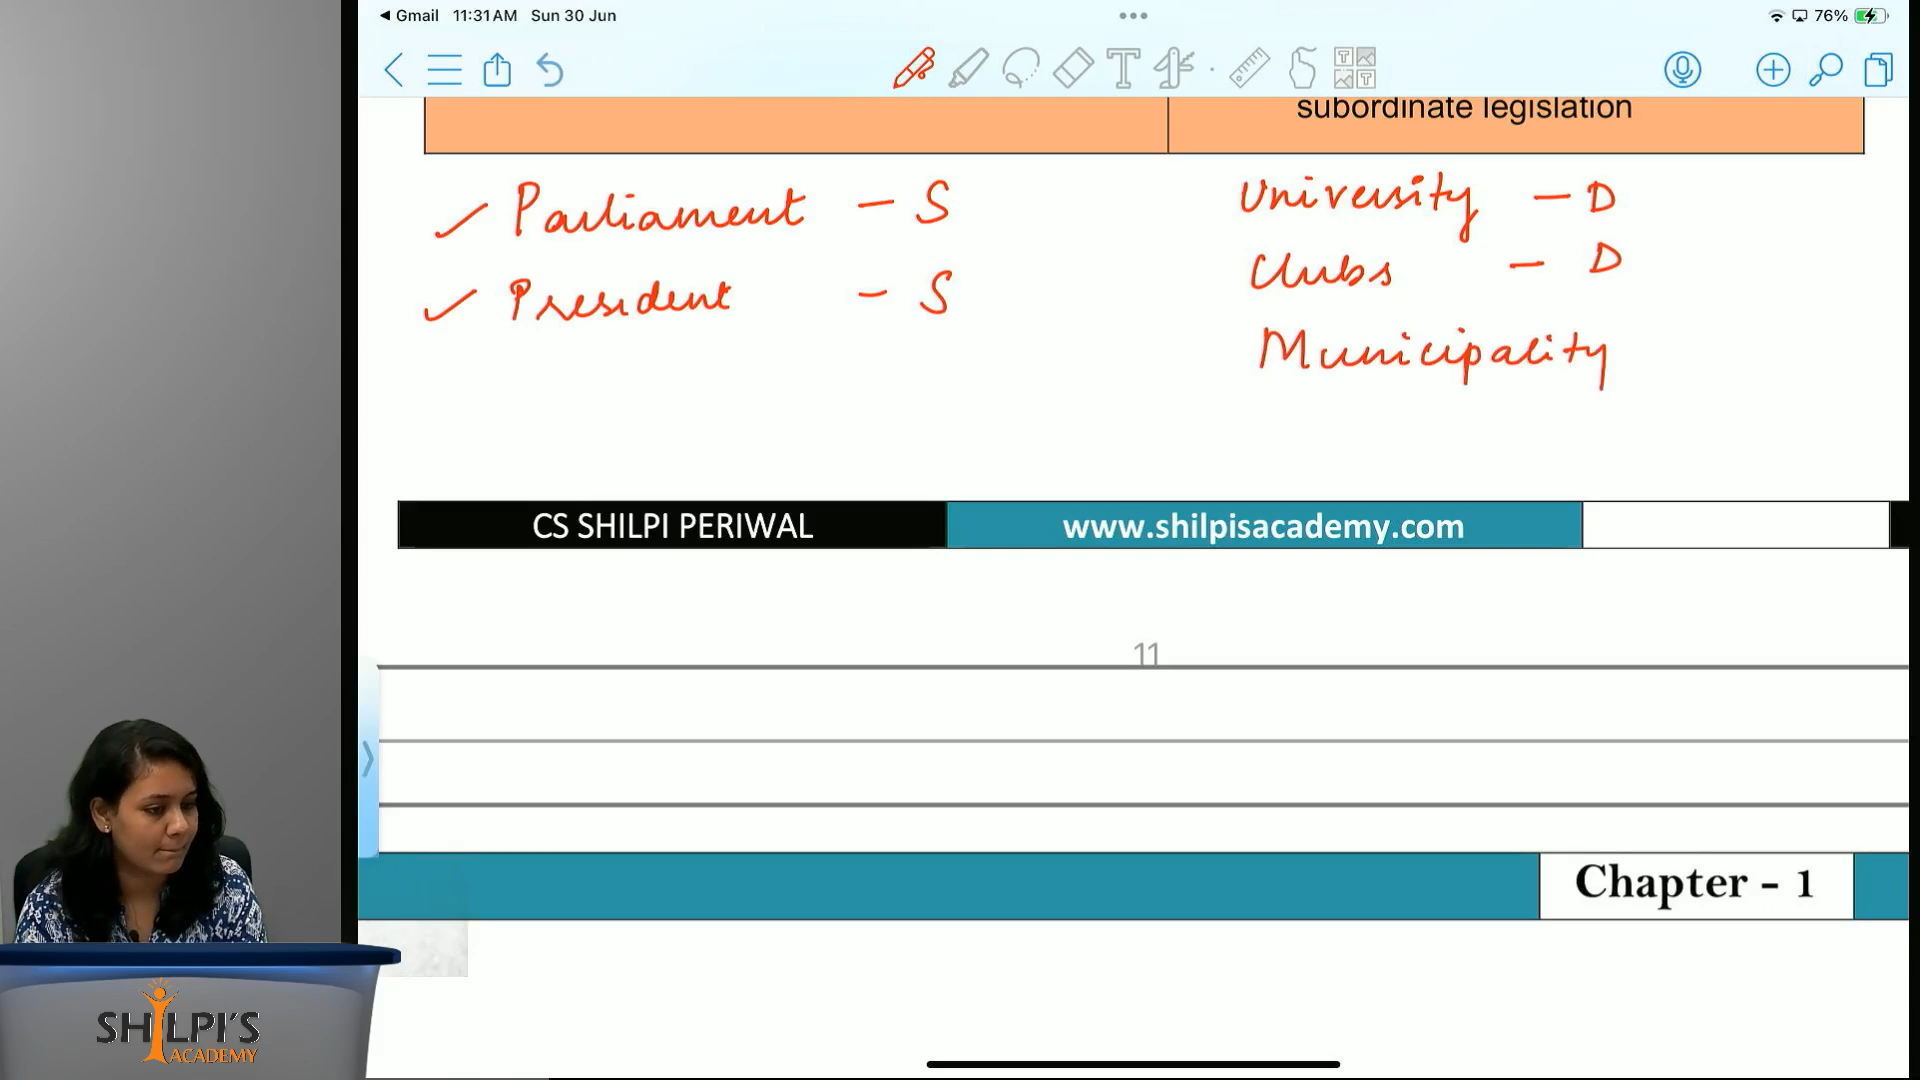 Gmail 11:31 AM Sun 30 Jun
76%
subordinate legislation
Parliament - S
President - S
University - D
Clubs - D
Municipality
CS SHILPI PERIWAL
www.shilpisacademy.com
11
Chapter - 1
SHILPI'S
ACADEMY